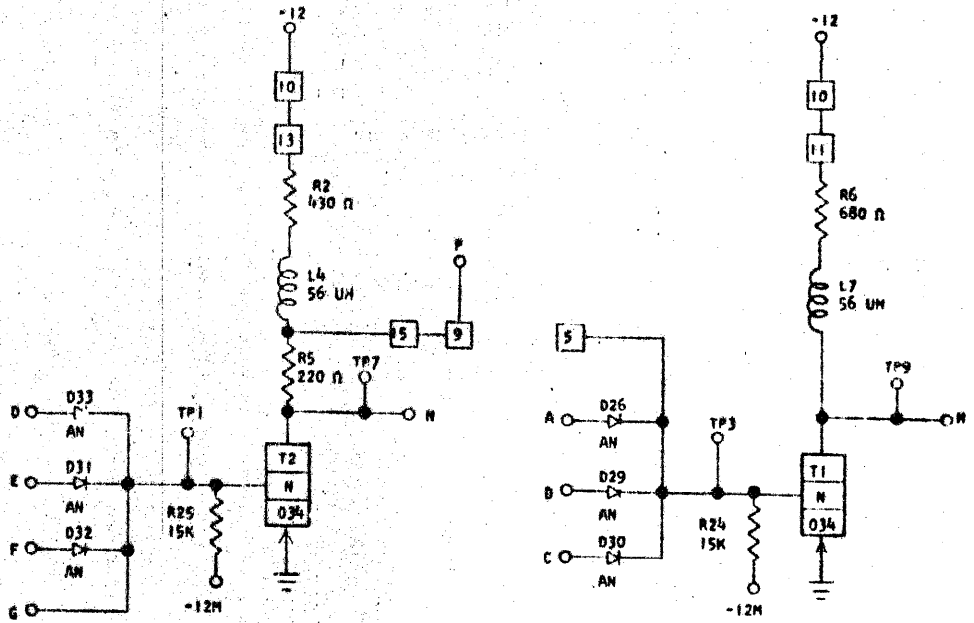 -12
10
13
R2
430 Ω
L4
56 UH
P
15
9
R5
220 Ω
TP7
N
D
D33
AN
TP1
E
D31
AN
F
D32
AN
G
R25
15K
-12M
T2
N
034
-12
10
11
R6
680 Ω
L7
56 UH
TP9
5
A
D26
AN
TP3
D29
AN
C
D30
AN
R24
15K
-12M
T1
N
034